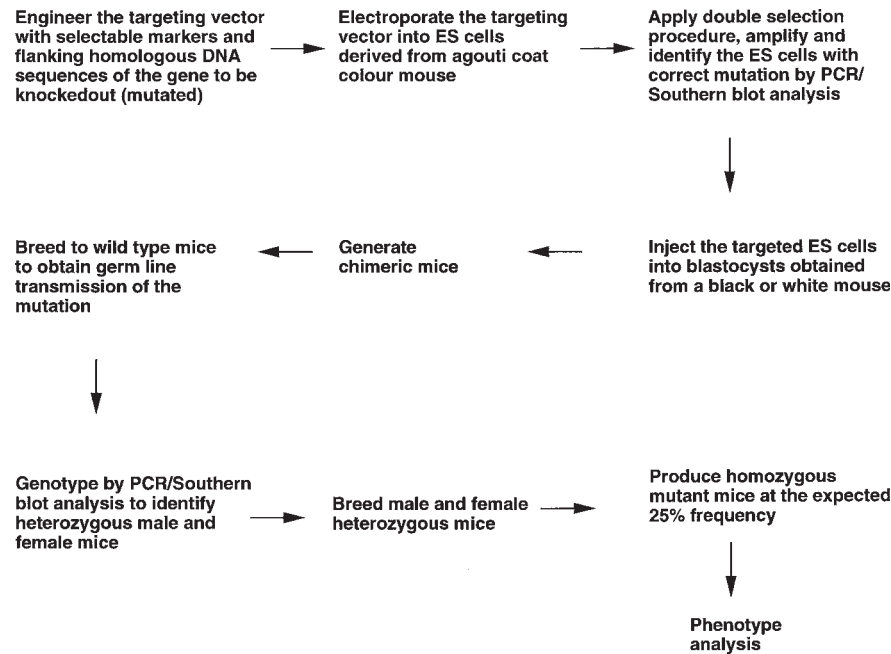 Engineer the targeting vector
with selectable markers and
flanking homologous DNA
sequences of the gene to be
knockedout (mutated)
Electroporate the targeting
vector into ES cells
derived from agouti coat
colour mouse
Apply double selection
procedure, amplify and
identify the ES cells with
correct mutation by PCR/
Southern blot analysis
Inject the targeted ES cells
into blastocysts obtained
from a black or white mouse
Generate
chimeric mice
Breed to wild type mice
to obtain germ line
transmission of the
mutation
Genotype by PCR/Southern
blot analysis to identify
heterozygous male and
female mice
Breed male and female
heterozygous mice
Produce homozygous
mutant mice at the expected
25% frequency
Phenotype
analysis